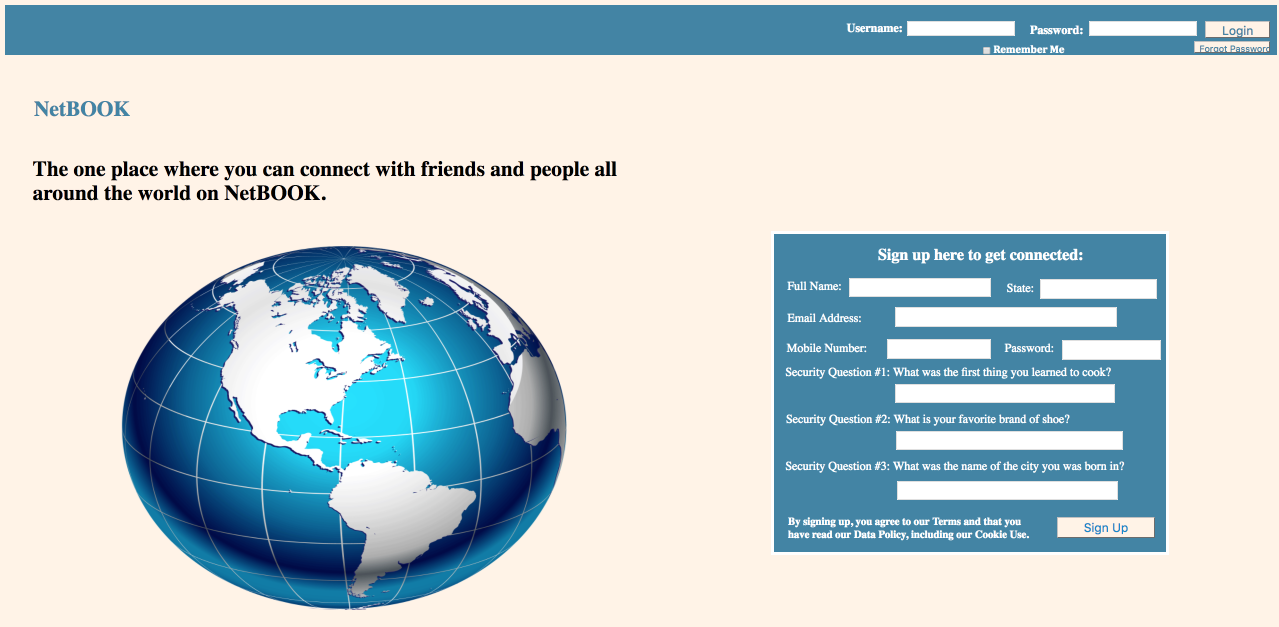 Username: Password: Login
Remember Me Forgot Password
NetBOOK
The one place where you can connect with friends and people all
around the world on NetBOOK.
Sign up here to get connected:
Full Name: State:
Email Address:
Mobile Number: Password:
Security Question #1: What was the first thing you learned to cook?
Security Question #2: What is your favorite brand of shoe?
Security Question #3: What was the name of the city you was born in?
By signing up, you agree to our Terms and that you
have read our Data Policy, including our Cookie Use.
Sign Up